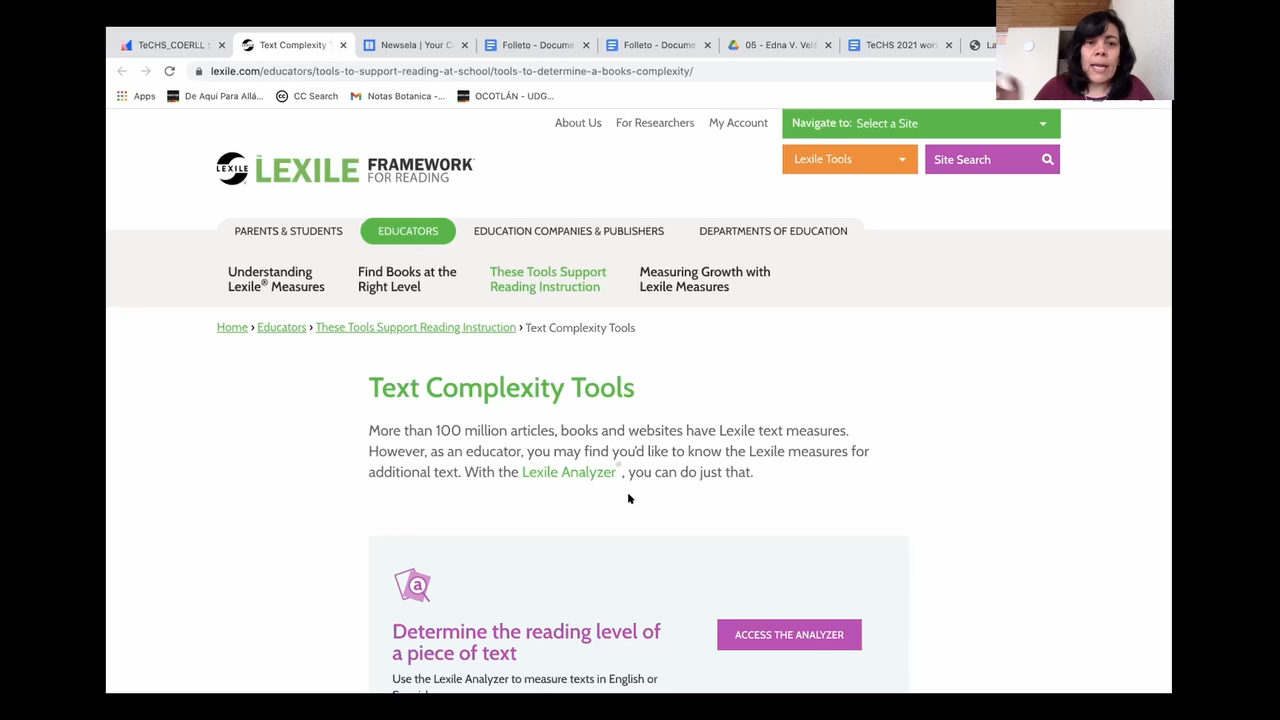 TeCHS_COERLL
Text Complexity
Newsela | Your C
Folleto - Docume
Folleto - Docume
05 - Edna V. Velá
TeCHS 2021 wor
La
lexile.com/educators/tools-to-support-reading-at-school/tools-to-determine-a-books-complexity/
Apps
De Aquí Para Allá...
CC Search
Notas Botanica -...
OCOTLÁN - UDG...
About Us
For Researchers
My Account
Navigate to: Select a Site
LEXILE
LEXILE
FRAMEWORK
FOR READING
Lexile Tools
Site Search
PARENTS & STUDENTS
EDUCATORS
EDUCATION COMPANIES & PUBLISHERS
DEPARTMENTS OF EDUCATION
Understanding
Lexile® Measures
Find Books at the
Right Level
These Tools Support
Reading Instruction
Measuring Growth with
Lexile Measures
Home › Educators › These Tools Support Reading Instruction › Text Complexity Tools
Text Complexity Tools
More than 100 million articles, books and websites have Lexile text measures.
However, as an educator, you may find you'd like to know the Lexile measures for
additional text. With the Lexile Analyzer®, you can do just that.
a
Determine the reading level of
a piece of text
ACCESS THE ANALYZER
Use the Lexile Analyzer to measure texts in English or